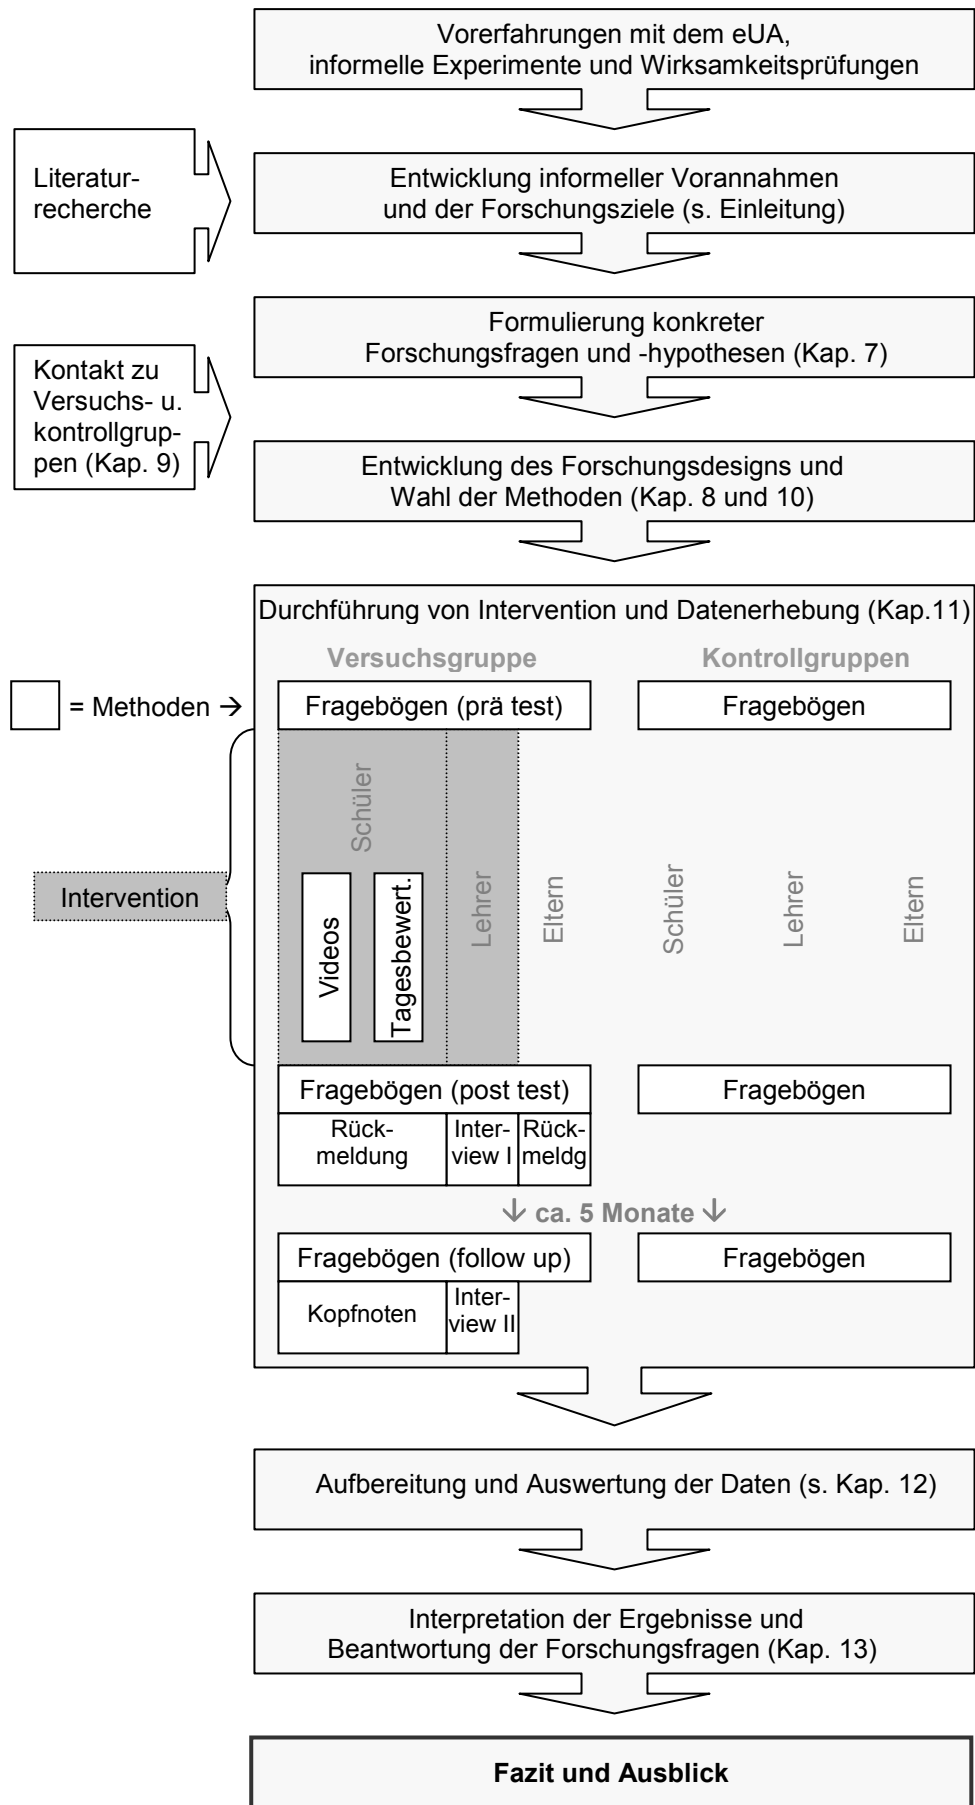 Vorerfahrungen mit dem eUA,
informelle Experimente und Wirksamkeitsprüfungen
Literatur-
recherche
Entwicklung informeller Vorannahmen
und der Forschungsziele (s. Einleitung)
Formulierung konkreter
Forschungsfragen und -hypothesen (Kap. 7)
Kontakt zu
Versuchs- u.
kontrollgrup-
pen (Kap. 9)
Entwicklung des Forschungsdesigns und
Wahl der Methoden (Kap. 8 und 10)
Durchführung von Intervention und Datenerhebung (Kap.11)
Versuchsgruppe
Kontrollgruppen
= Methoden →
Fragebögen (prä test)
Fragebögen
Intervention
Schüler
Videos
Tagesbewert.
Lehrer
Eltern
Schüler
Lehrer
Eltern
Fragebögen (post test)
Fragebögen
Rück-
meldung
Inter-
view I
Rück-
meldg
↓ ca. 5 Monate ↓
Fragebögen (follow up)
Fragebögen
Kopfnoten
Inter-
view II
Aufbereitung und Auswertung der Daten (s. Kap. 12)
Interpretation der Ergebnisse und
Beantwortung der Forschungsfragen (Kap. 13)
Fazit und Ausblick